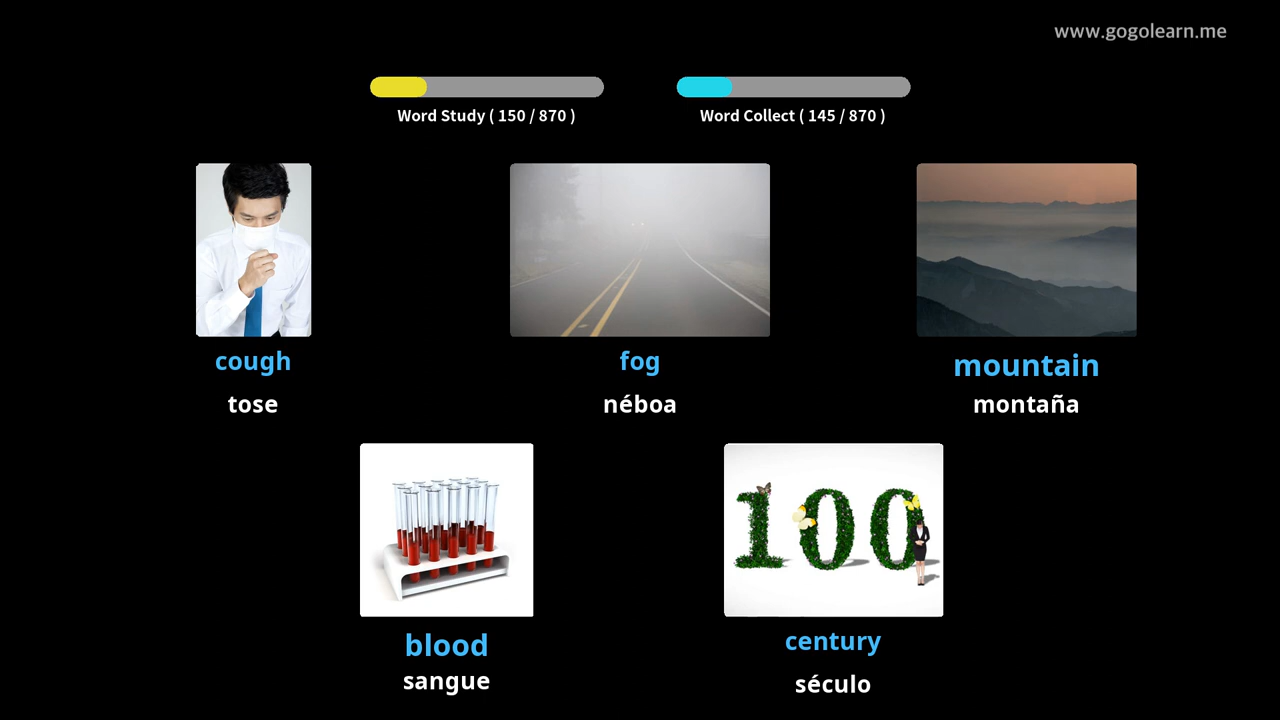 www.gogolearn.me
Word Study ( 150 / 870 )
Word Collect ( 145 / 870 )
cough
fog
mountain
tose
néboa
montaña
100
blood
century
sangue
século